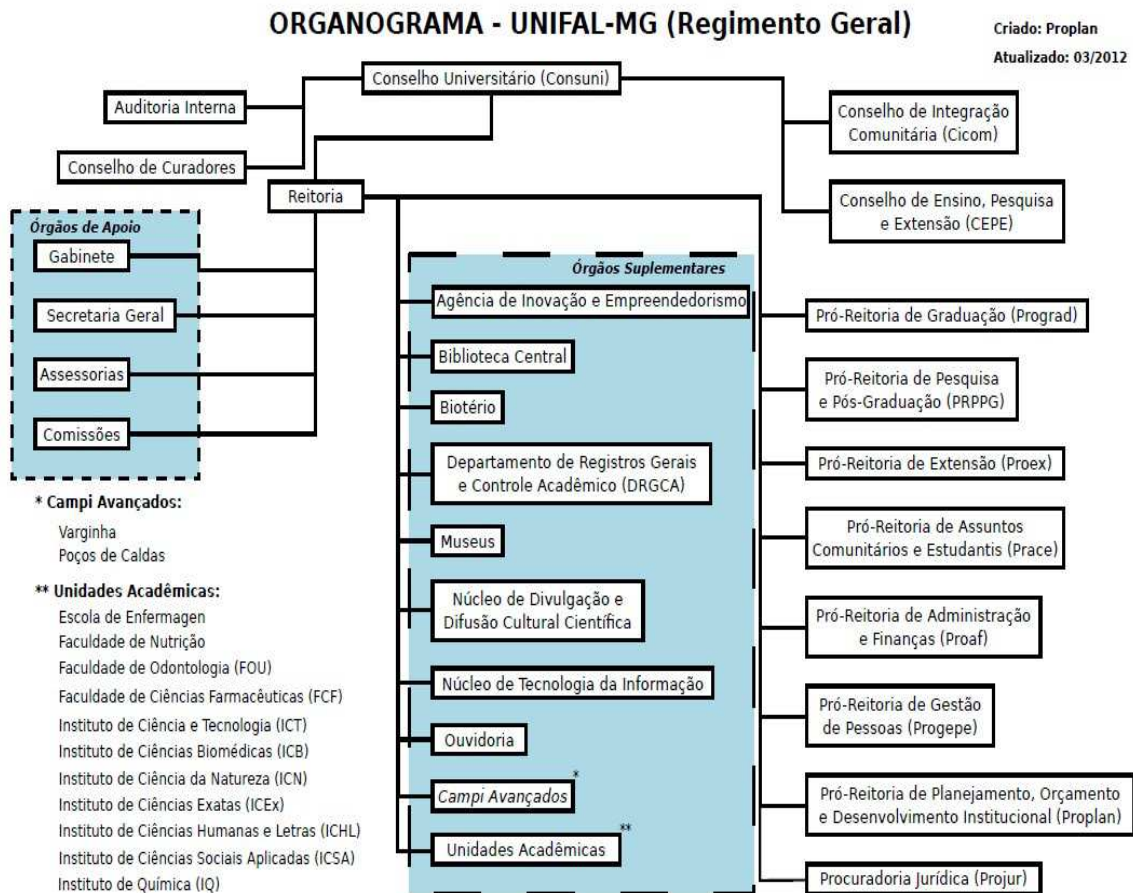 ORGANOGRAMA - UNIFAL-MG (Regimento Geral)
Criado: Proplan
Atualizado: 03/2012
Conselho Universitário (Consuni)
Auditoria Interna
Conselho de Curadores
Conselho de Integração
Comunitária (Cicom)
Reitoria
Conselho de Ensino, Pesquisa
e Extensão (CEPE)
Órgãos de Apoio
Gabinete
Secretaria Geral
Assessorias
Comissões
* Campi Avançados:
Varginha
Poços de Caldas
** Unidades Acadêmicas:
Escola de Enfermagen
Faculdade de Nutrição
Faculdade de Odontologia (FOU)
Faculdade de Ciências Farmacêuticas (FCF)
Instituto de Ciência e Tecnologia (ICT)
Instituto de Ciências Biomédicas (ICB)
Instituto de Ciência da Natureza (ICN)
Instituto de Ciências Exatas (ICEx)
Instituto de Ciências Humanas e Letras (ICHL)
Instituto de Ciências Sociais Aplicadas (ICSA)
Instituto de Química (IQ)
Órgãos Suplementares
Agência de Inovação e Empreendedorismo
Biblioteca Central
Biotério
Departamento de Registros Gerais
e Controle Acadêmico (DRGCA)
Museus
Núcleo de Divulgação e
Difusão Cultural Científica
Núcleo de Tecnologia da Informação
Ouvidoria
Campi Avançados *
Unidades Acadêmicas **
Pró-Reitoria de Graduação (Prograd)
Pró-Reitoria de Pesquisa
e Pós-Graduação (PRPPG)
Pró-Reitoria de Extensão (Proex)
Pró-Reitoria de Assuntos
Comunitários e Estudantis (Prace)
Pró-Reitoria de Administração
e Finanças (Proaf)
Pró-Reitoria de Gestão
de Pessoas (Progepe)
Pró-Reitoria de Planejamento, Orçamento
e Desenvolvimento Institucional (Proplan)
Procuradoria Jurídica (Projur)